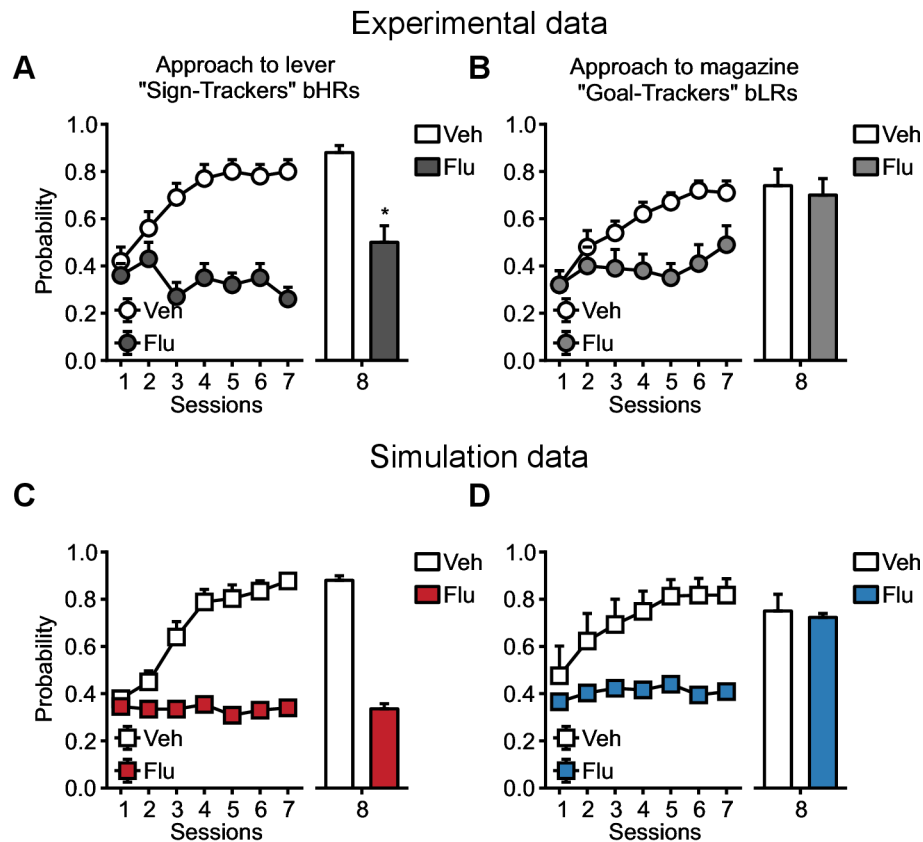 Experimental data
A
Approach to lever
"Sign-Trackers" bHRs
B
Approach to magazine
"Goal-Trackers" bLRs
Probability
1.0
0.8
0.6
0.4
0.2
0.0
Veh
Flu
1 2 3 4 5 6 7
Sessions
*
8
Veh
Flu
1.0
0.8
0.6
0.4
0.2
0.0
Veh
Flu
1 2 3 4 5 6 7
Sessions
8
Veh
Flu
Simulation data
C
D
Probability
1.0
0.8
0.6
0.4
0.2
0.0
Veh
Flu
1 2 3 4 5 6 7
Sessions
8
Veh
Flu
1.0
0.8
0.6
0.4
0.2
0.0
Veh
Flu
1 2 3 4 5 6 7
Sessions
8
Veh
Flu